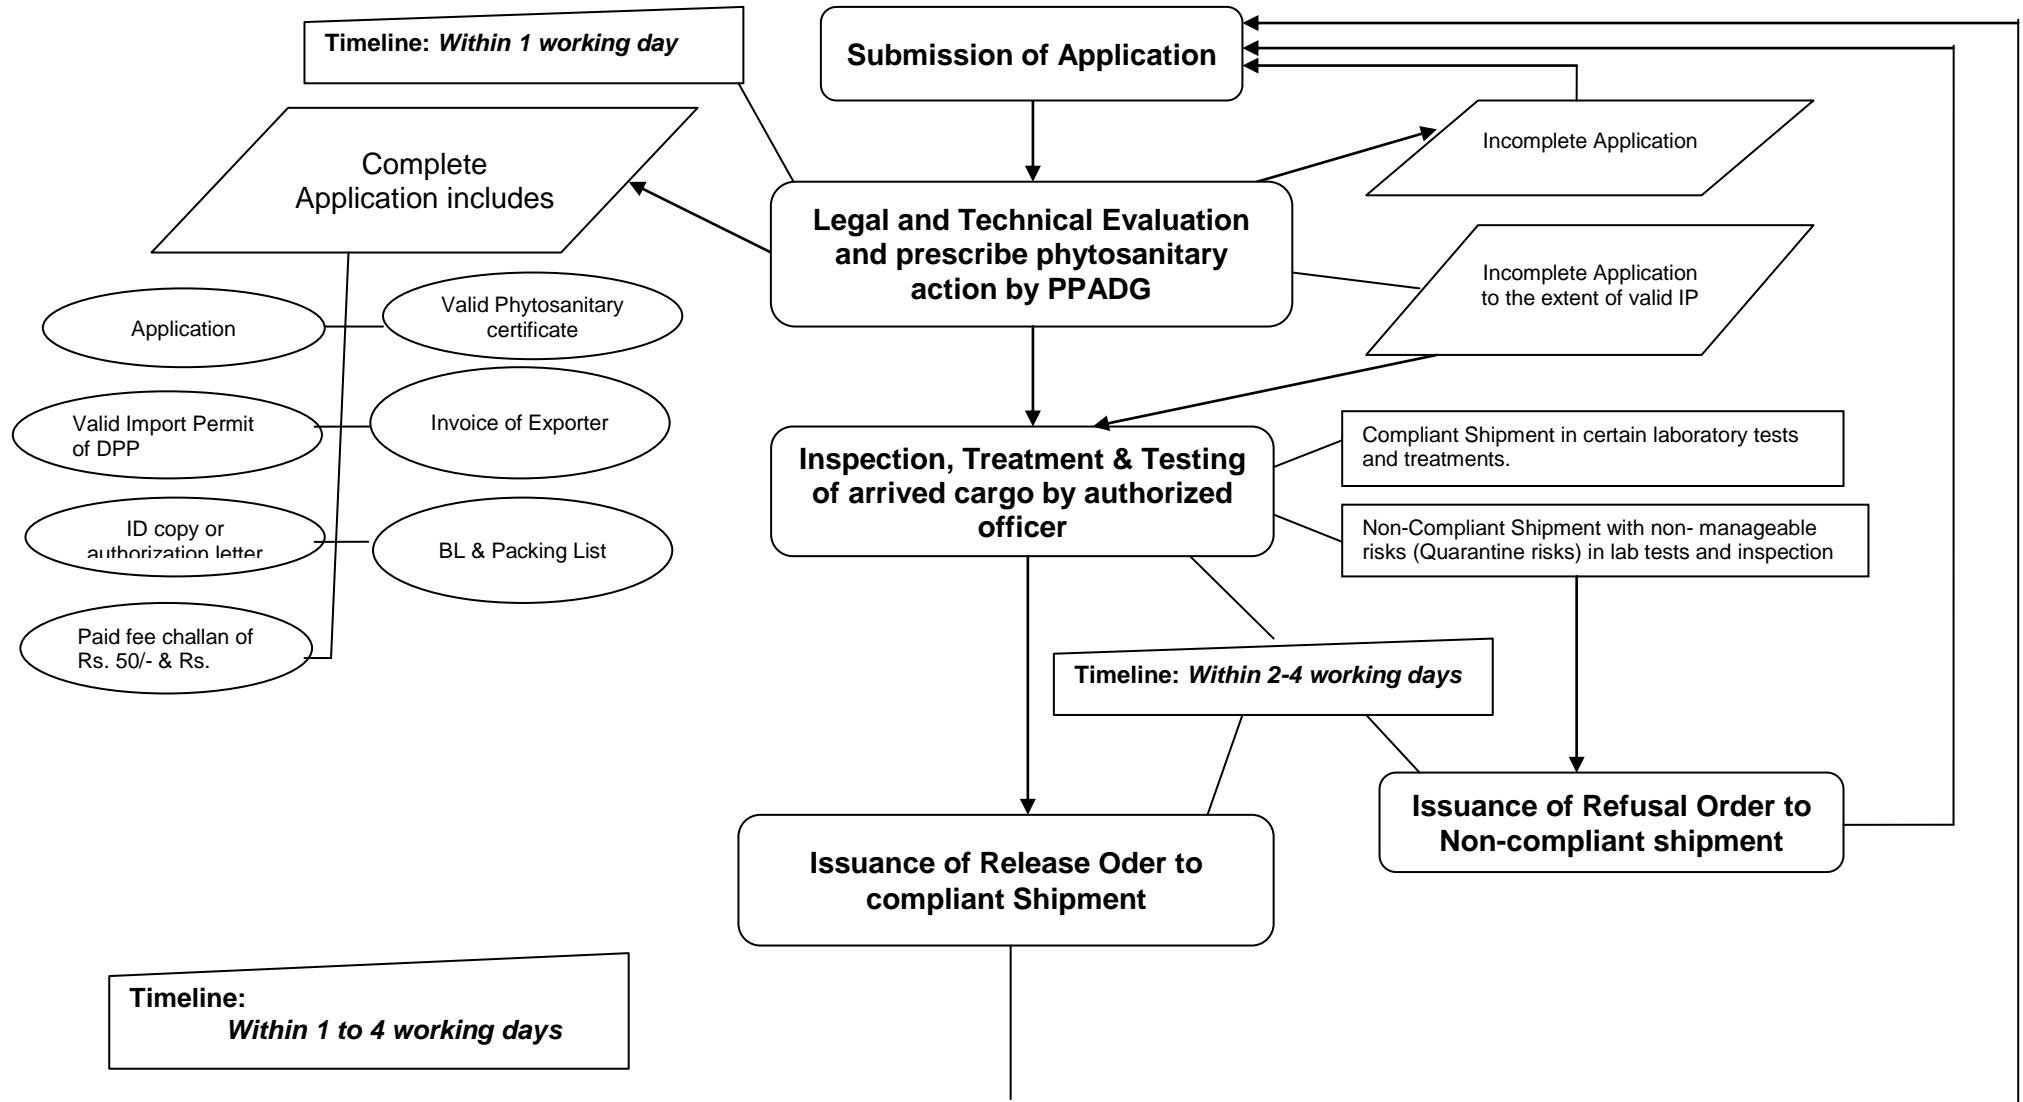 Timeline: Within 1 working day
Submission of Application
Complete
Application includes
Incomplete Application
Legal and Technical Evaluation
and prescribe phytosanitary
action by PPADG
Incomplete Application
to the extent of valid IP
Application
Valid Phytosanitary
certificate
Valid Import Permit
of DPP
Invoice of Exporter
Inspection, Treatment & Testing
of arrived cargo by authorized
officer
Compliant Shipment in certain laboratory tests
and treatments.
Non-Compliant Shipment with non- manageable
risks (Quarantine risks) in lab tests and inspection
ID copy or
authorization letter
BL & Packing List
Paid fee challan of
Rs. 50/- & Rs.
Timeline: Within 2-4 working days
Issuance of Refusal Order to
Non-compliant shipment
Issuance of Release Oder to
compliant Shipment
Timeline:
Within 1 to 4 working days